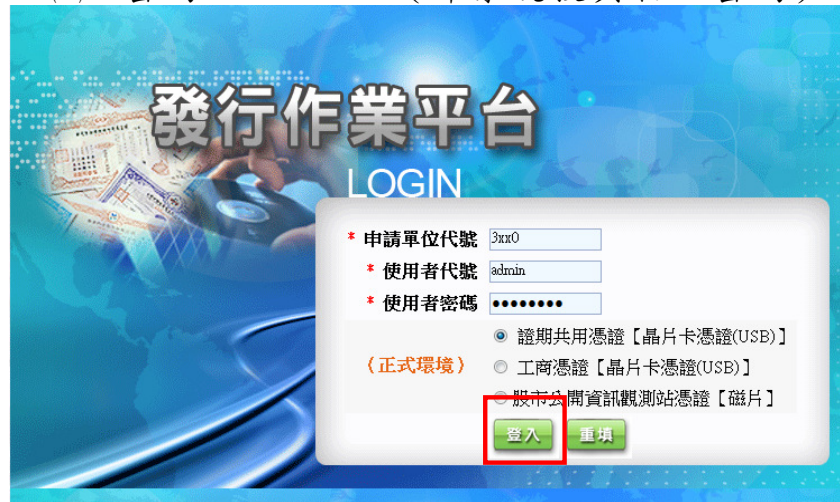 發行作業平台
LOGIN
* 申請單位代號 3xx0
* 使用者代號 admin
* 使用者密碼 ●●●●●●●●
(正式環境)
證期共用憑證【晶片卡憑證(USB)】
工商憑證【晶片卡憑證(USB)】
股市公開資訊觀測站憑證【磁片】
登入 重填